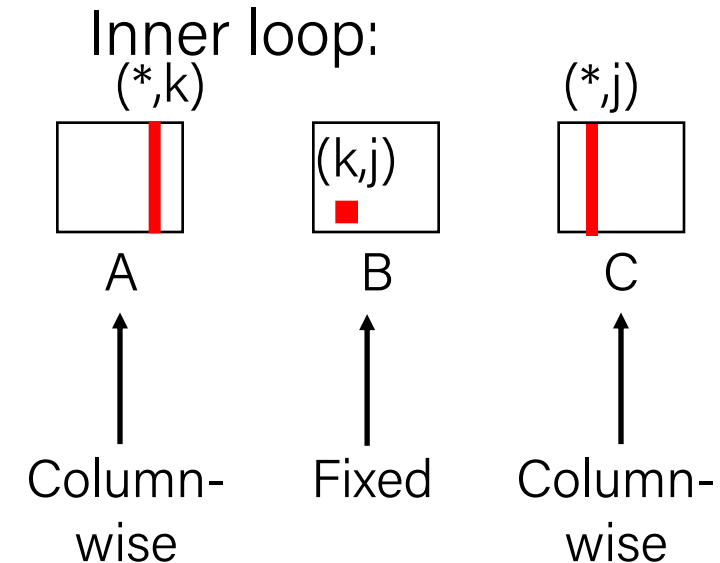 Inner loop:
(*,k)
(*,j)
(k,j)
A
B
C
Column-
wise
Fixed
Column-
wise